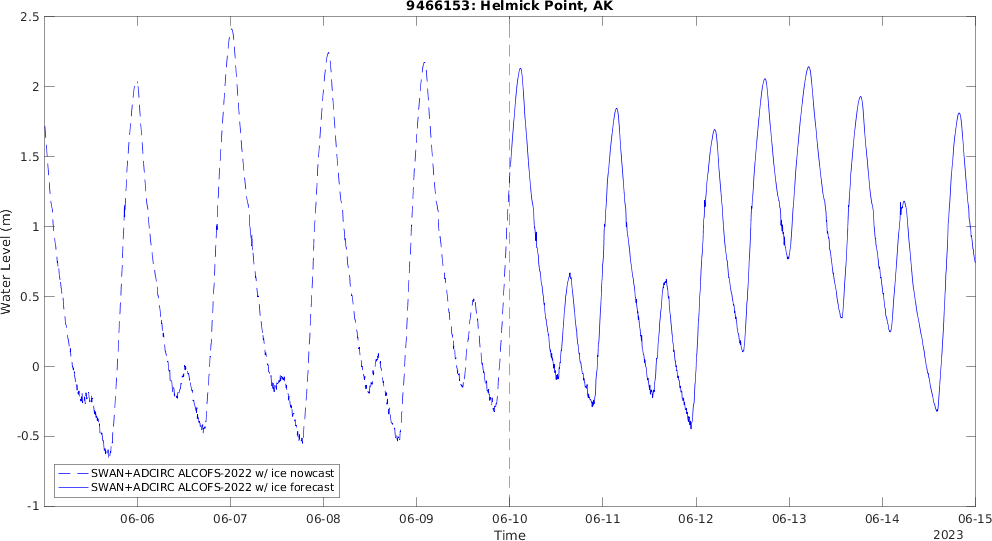 9466153: Helmick Point, AK
2.5
2
1.5
1
0.5
0
-0.5
-1
Water Level (m)
SWAN+ADCIRC ALCOFS-2022 w/ ice nowcast
SWAN+ADCIRC ALCOFS-2022 w/ ice forecast
06-06 06-07 06-08 06-09 06-10 06-11 06-12 06-13 06-14 06-15
Time
2023